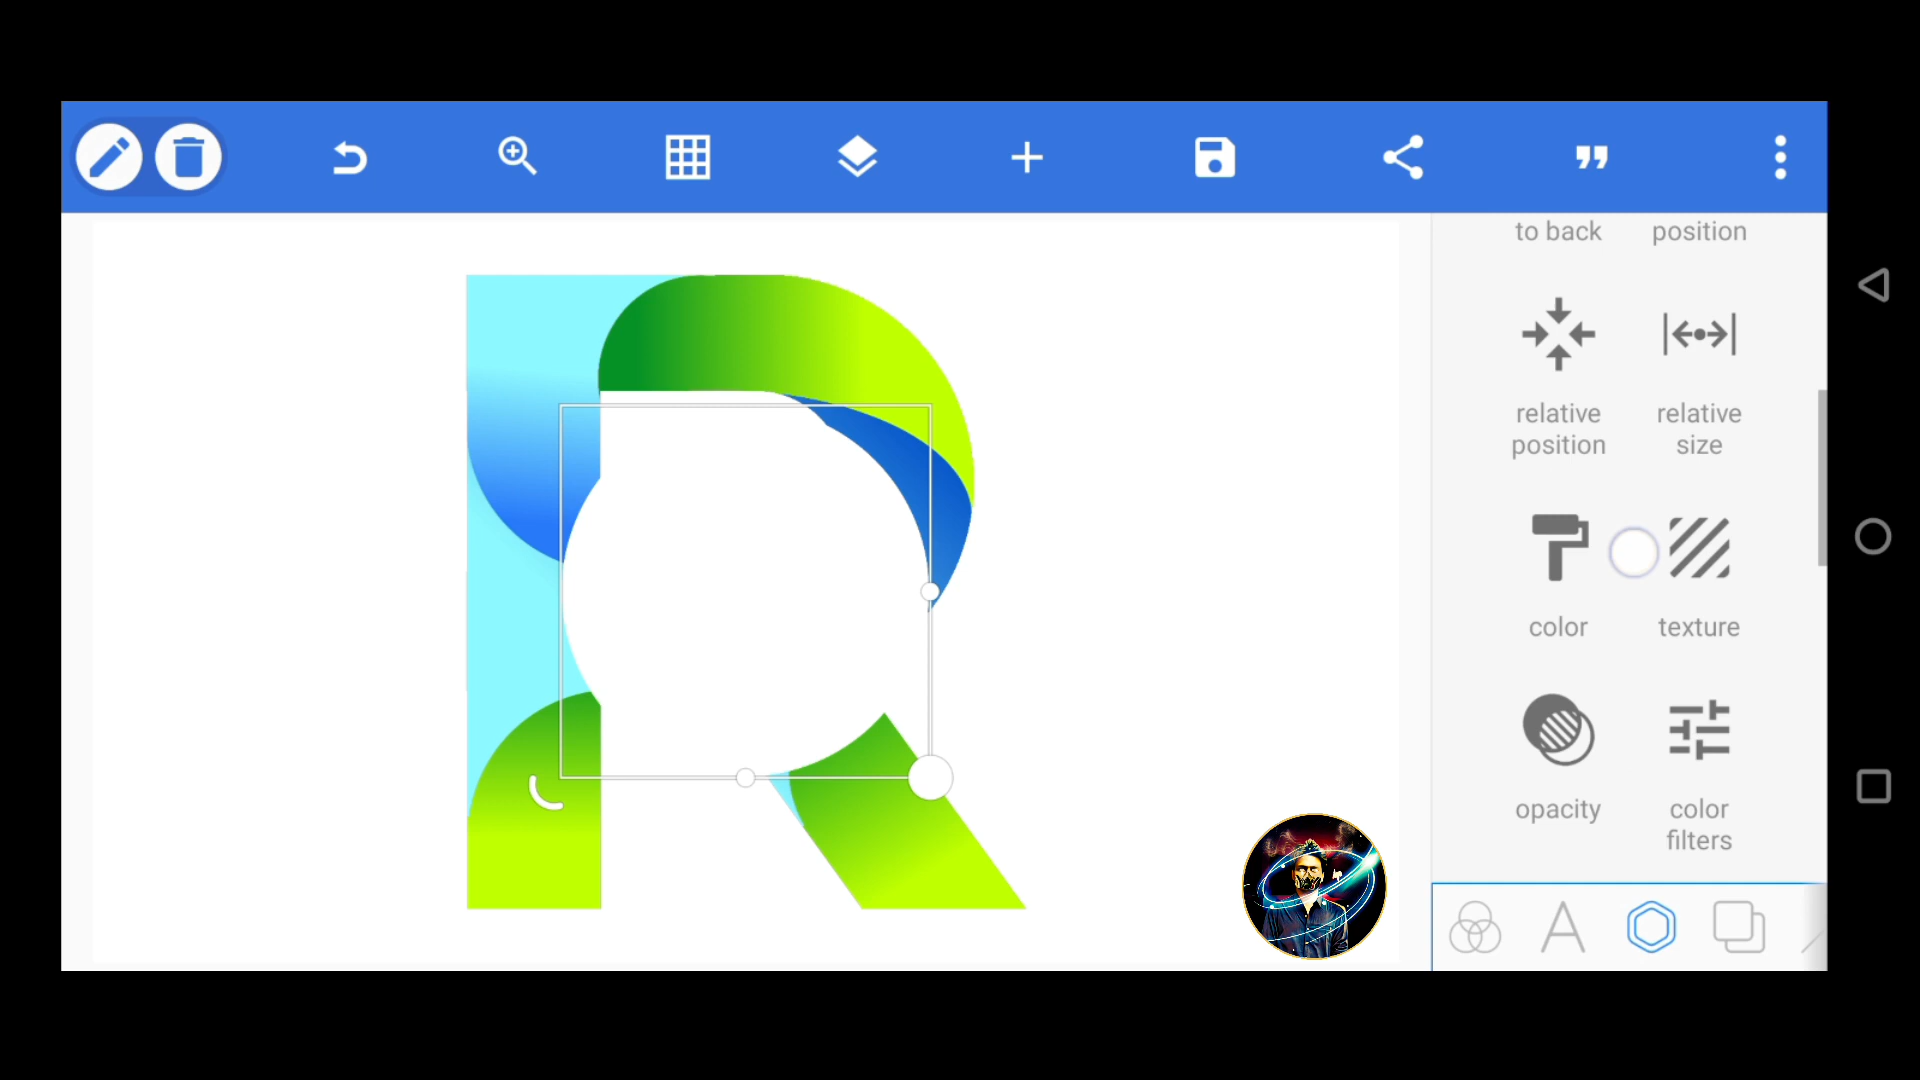 to back
position
relative
position
relative
size
color
texture
opacity
color
filters